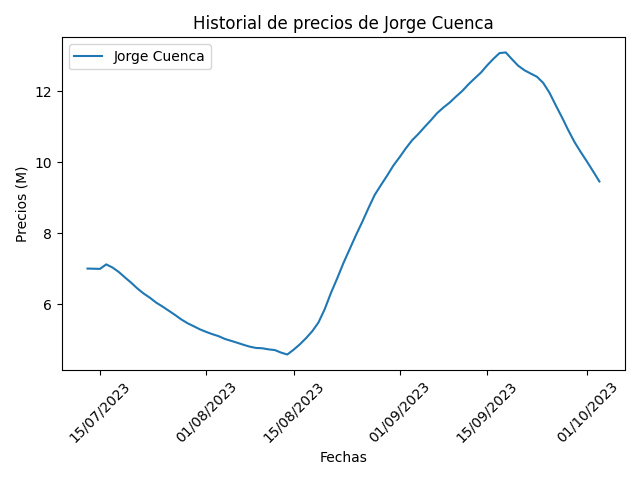 Historial de precios de Jorge Cuenca
Jorge Cuenca
Precios (M)
12
10
8
6
15/07/2023
01/08/2023
15/08/2023
01/09/2023
15/09/2023
01/10/2023
Fechas